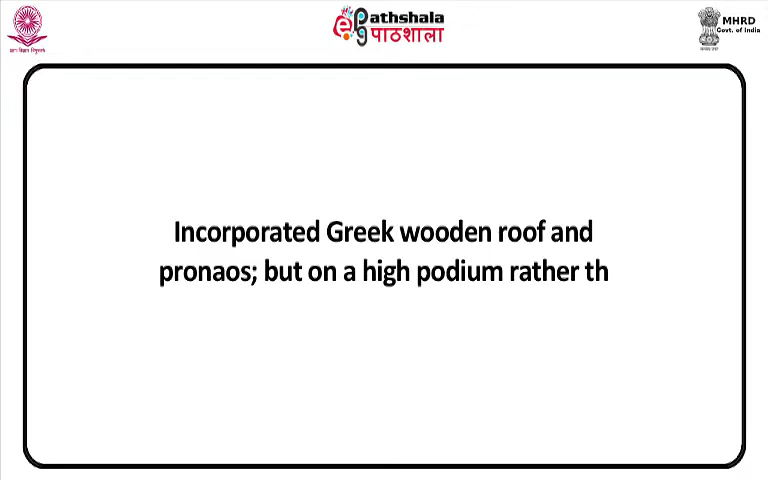 ePathshala
पाठशाला
MHRD
Govt. of India
Incorporated Greek wooden roof and
pronaos; but on a high podium rather th